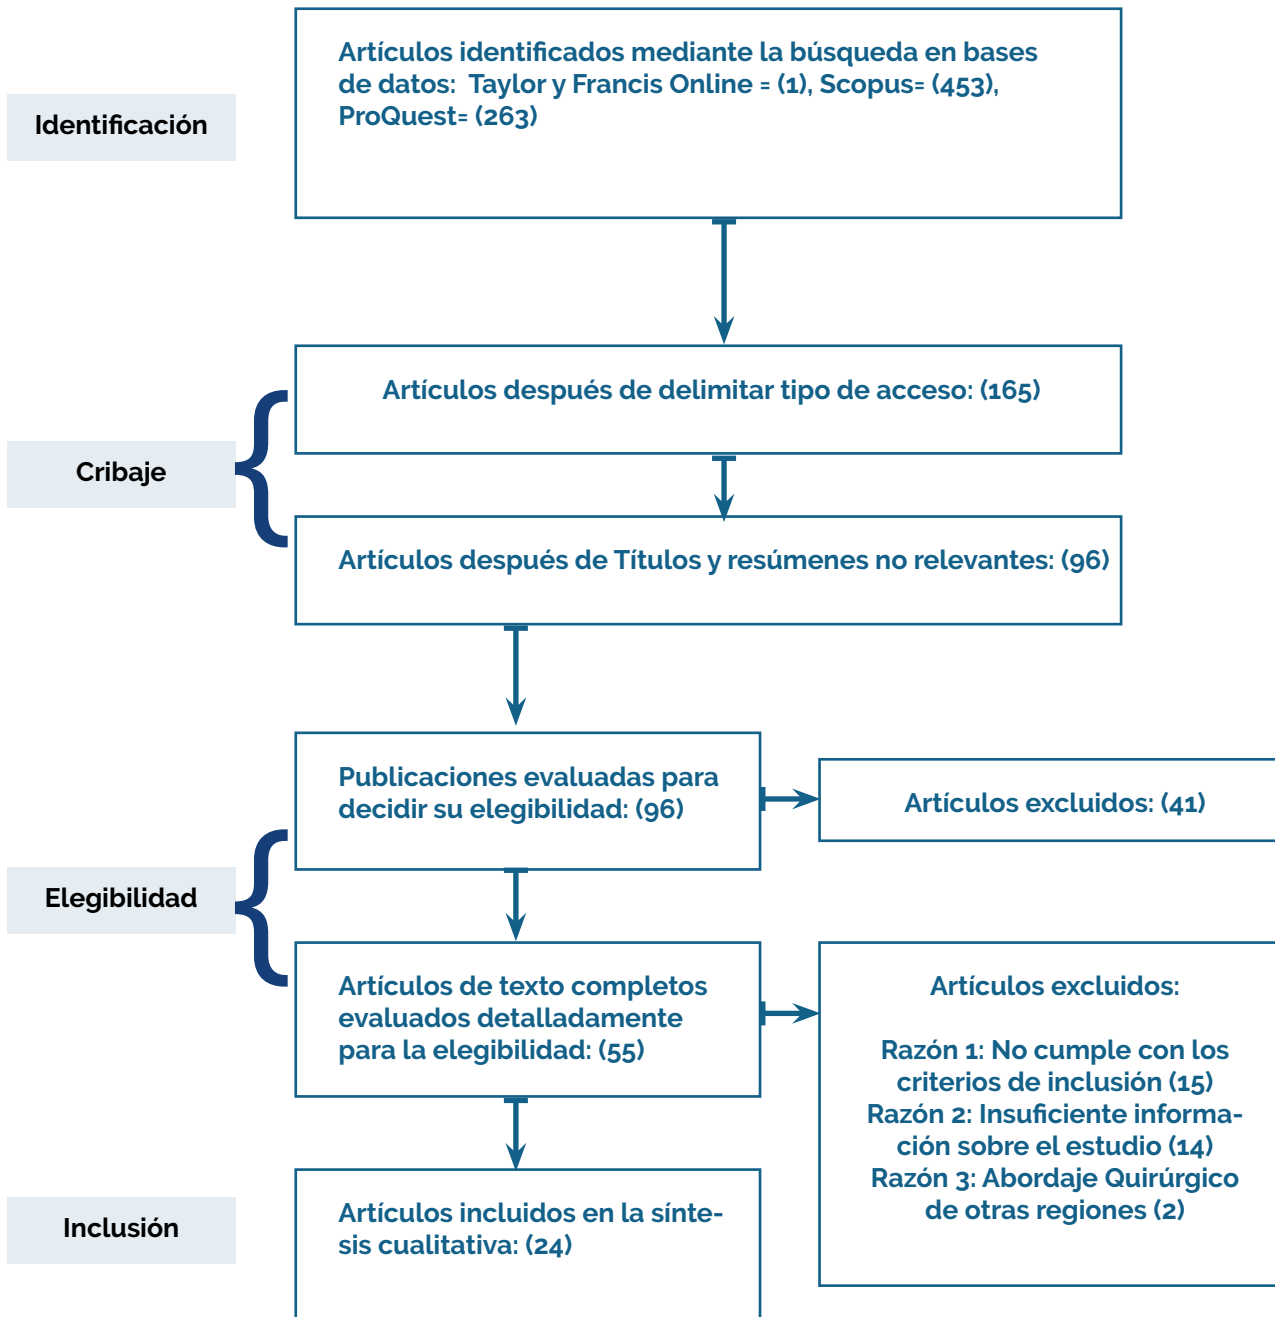 Identificación
Artículos identificados mediante la búsqueda en bases
de datos:  Taylor y Francis Online = (1), Scopus= (453),
ProQuest= (263)
Cribaje
Artículos después de delimitar tipo de acceso: (165)
Artículos después de Títulos y resúmenes no relevantes: (96)
Elegibilidad
Publicaciones evaluadas para
decidir su elegibilidad: (96)
Artículos excluidos: (41)
Artículos de texto completos
evaluados detalladamente
para la elegibilidad: (55)
Artículos excluidos:
Razón 1: No cumple con los
criterios de inclusión (15)
Razón 2: Insuficiente informa-
ción sobre el estudio (14)
Razón 3: Abordaje Quirúrgico
de otras regiones (2)
Inclusión
Artículos incluidos en la sínte-
sis cualitativa: (24)